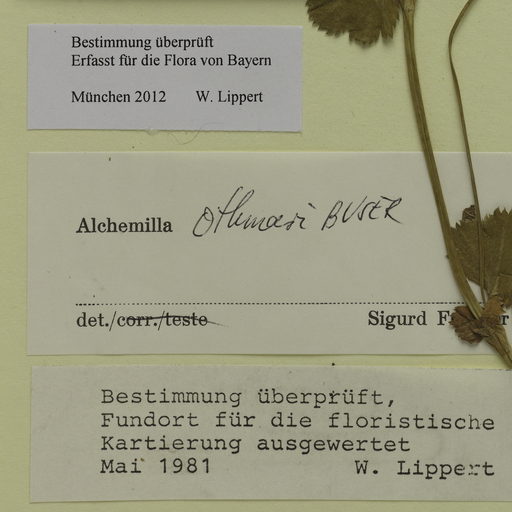 Bestimmung überprüft
Erfasst für die Flora von Bayern
München 2012 W. Lippert
Alchemilla othmari BUSER
det./corr./teste Sigurd
Bestimmung überprüft,
Fundort für die floristische
Kartierung ausgewertet
Mai 1981 W. Lippert